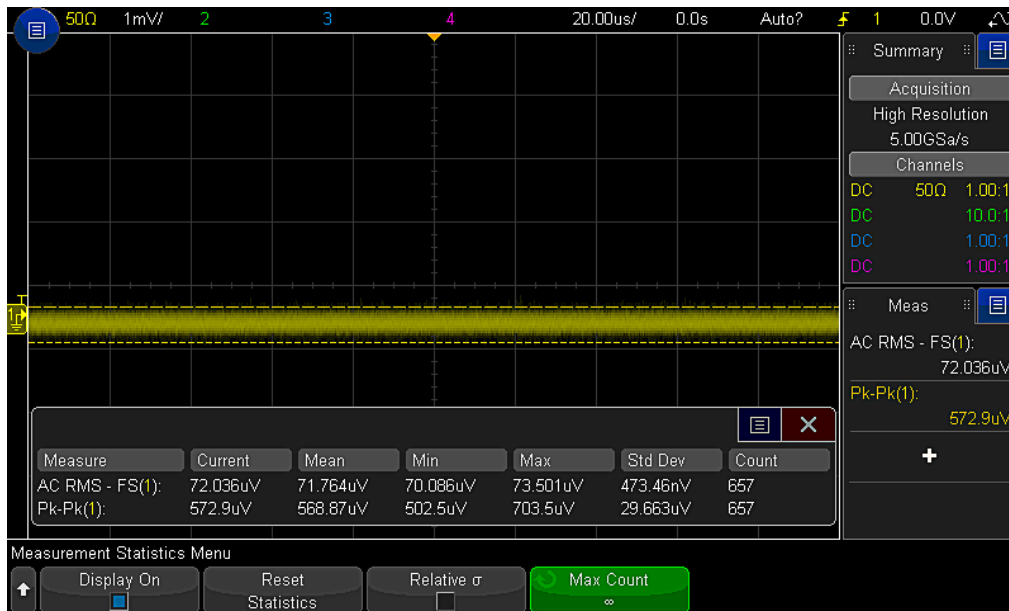 50Ω 1mV/ 2 3 4 20.00us/ 0.0s Auto? 1 0.0V
Summary
Acquisition
High Resolution
5.00GSa/s
Channels
DC 50Ω 1.00:1
DC 10.0:1
DC 1.00:1
DC 1.00:1
T
1
Meas
AC RMS - FS(1):
72.036uV
Pk-Pk(1):
572.9uV
Measure Current Mean Min Max Std Dev Count
AC RMS - FS(1): 72.036uV 71.764uV 70.086uV 73.501uV 473.46nV 657
Pk-Pk(1): 572.9uV 568.87uV 502.5uV 703.5uV 29.663uV 657
Measurement Statistics Menu
Display On
Reset
Statistics
Relative σ
Max Count
∞